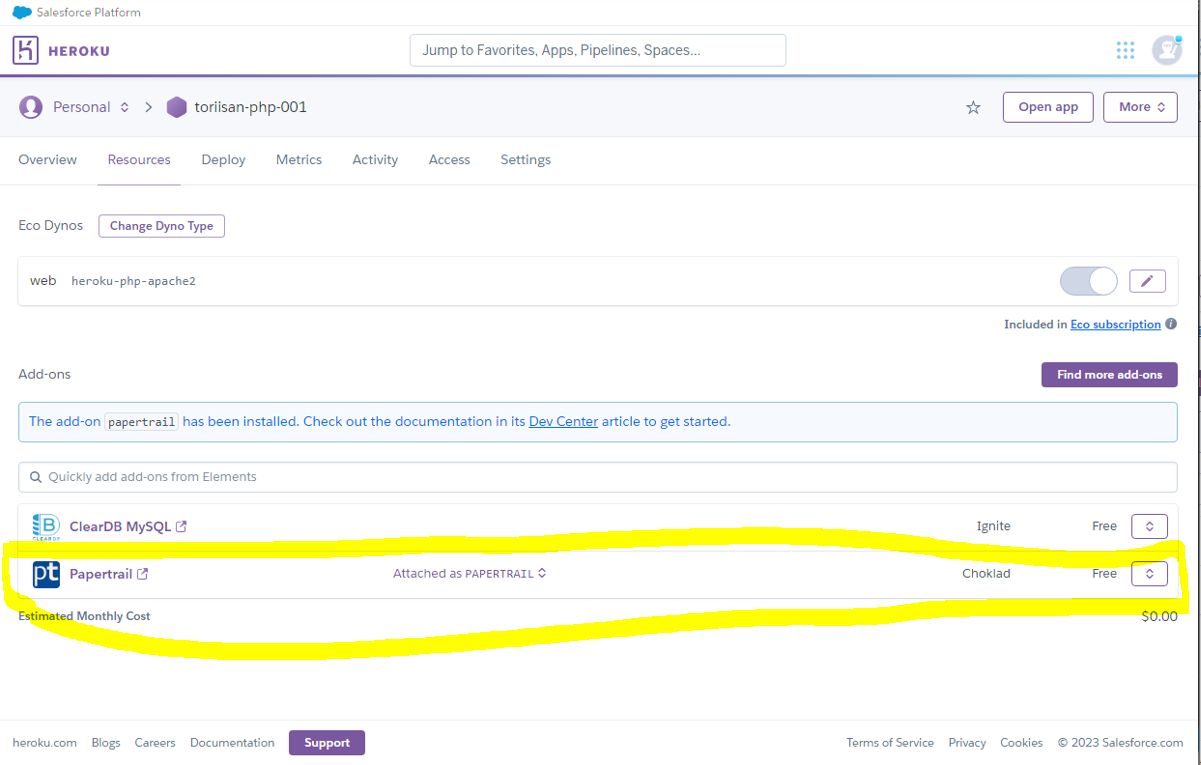 Salesforce Platform
HEROKU
Jump to Favorites, Apps, Pipelines, Spaces...
Personal > toriisan-php-001
Open app
More
Overview Resources Deploy Metrics Activity Access Settings
Eco Dynos Change Dyno Type
web heroku-php-apache2
Included in Eco subscription
Add-ons Find more add-ons
The add-on papertrail has been installed. Check out the documentation in its Dev Center article to get started.
Quickly add add-ons from Elements
ClearDB MySQL Ignite Free
pt Papertrail Attached as PAPERTRAIL Choklad Free
Estimated Monthly Cost $0.00
heroku.com Blogs Careers Documentation Support Terms of Service Privacy Cookies © 2023 Salesforce.com